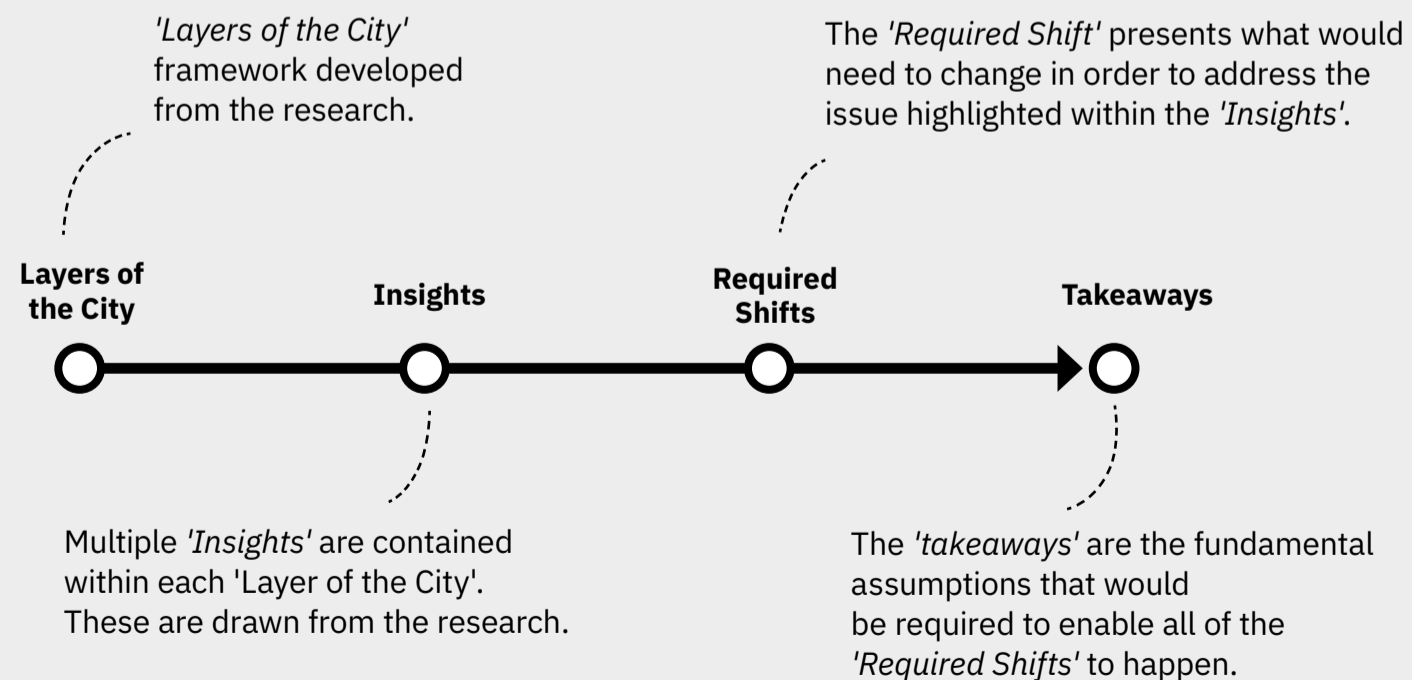 'Layers of the City'
framework developed
from the research.
The 'Required Shift' presents what would
need to change in order to address the
issue highlighted within the 'Insights'.
Layers of
the City
Insights
Required
Shifts
Takeaways
Multiple 'Insights' are contained
within each 'Layer of the City'.
These are drawn from the research.
The 'takeaways' are the fundamental
assumptions that would
be required to enable all of the
'Required Shifts' to happen.